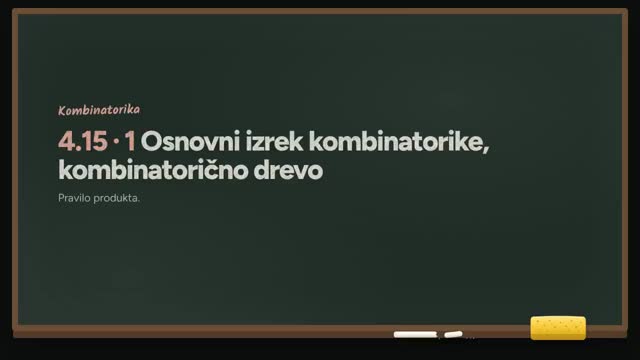 Kombinatorika
4.15 · 1 Osnovni izrek kombinatorike,
kombinatorično drevo
Pravilo produkta.